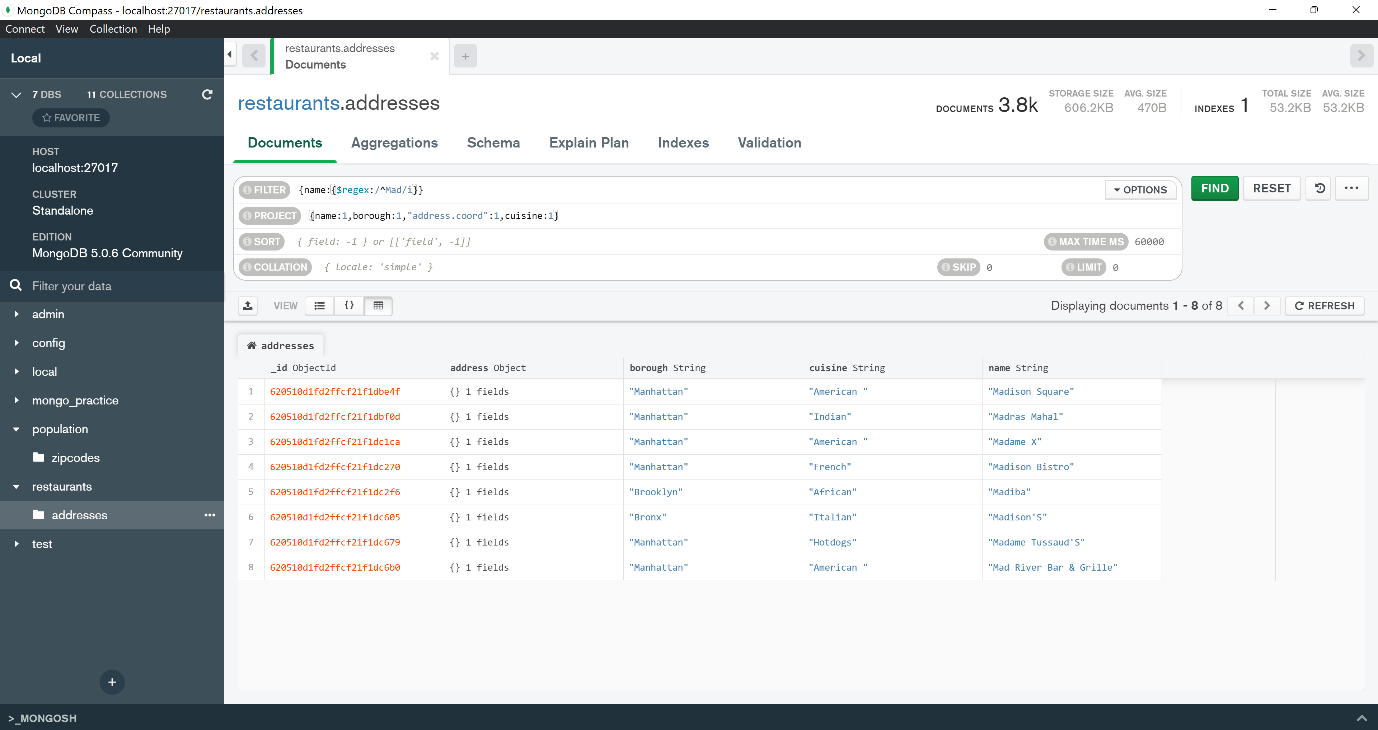 MongoDB Compass - localhost:27017/restaurants.addresses
Connect View Collection Help
Local
7 DBS 11 COLLECTIONS
FAVORITE
HOST
localhost:27017
CLUSTER
Standalone
EDITION
MongoDB 5.0.6 Community
Filter your data
admin
config
local
mongo_practice
population
zipcodes
restaurants
addresses
test
restaurants.addresses
Documents
restaurants.addresses
DOCUMENTS 3.8k STORAGE SIZE 606.2KB AVG. SIZE 470B INDEXES 1 TOTAL SIZE 53.2KB AVG. SIZE 53.2KB
Documents Aggregations Schema Explain Plan Indexes Validation
FILTER {name:{$regex:/^Mad/i}} OPTIONS FIND RESET
PROJECT {name:1,borough:1,"address.coord":1,cuisine:1}
SORT { field: -1 } or [['field', -1]] MAX TIME MS 60000
COLLATION { locale: 'simple' } SKIP 0 LIMIT 0
VIEW {} Displaying documents 1 - 8 of 8 REFRESH
addresses
_id ObjectId address Object borough String cuisine String name String
1 620510d1fd2ffcf21f1dbe4f {} 1 fields "Manhattan" "American " "Madison Square"
2 620510d1fd2ffcf21f1dbf0d {} 1 fields "Manhattan" "Indian" "Madras Mahal"
3 620510d1fd2ffcf21f1dc1ca {} 1 fields "Manhattan" "American " "Madame X"
4 620510d1fd2ffcf21f1dc270 {} 1 fields "Manhattan" "French" "Madison Bistro"
5 620510d1fd2ffcf21f1dc2f6 {} 1 fields "Brooklyn" "African" "Madiba"
6 620510d1fd2ffcf21f1dc605 {} 1 fields "Bronx" "Italian" "Madison'S"
7 620510d1fd2ffcf21f1dc679 {} 1 fields "Manhattan" "Hotdogs" "Madame Tussaud'S"
8 620510d1fd2ffcf21f1dc6b0 {} 1 fields "Manhattan" "American " "Mad River Bar & Grille"
>_MONGOSH